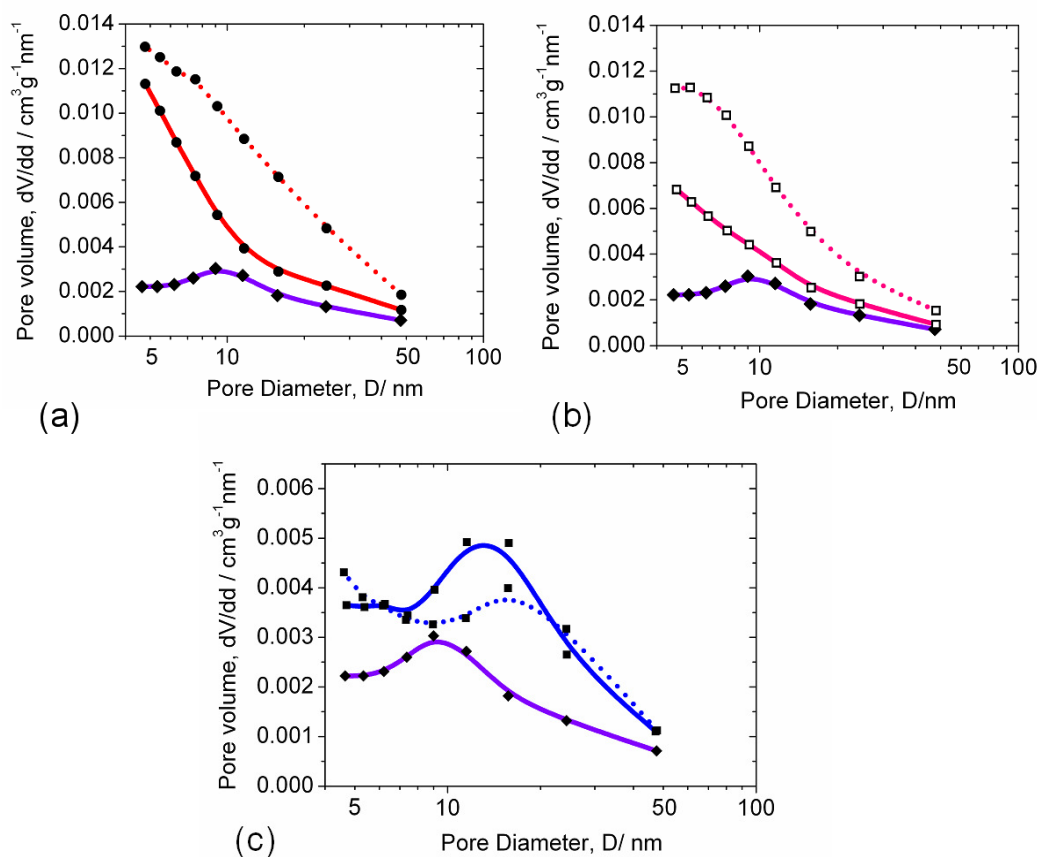 0.014
0.012
0.010
0.008
0.006
0.004
0.002
0.000
Pore volume, dV/dd / cm³g⁻¹nm⁻¹
5 10 50 100
Pore Diameter, D/ nm
(a)
0.014
0.012
0.010
0.008
0.006
0.004
0.002
0.000
Pore volume, dV/dd / cm³g⁻¹nm⁻¹
5 10 50 100
Pore Diameter, D/nm
(b)
0.006
0.005
0.004
0.003
0.002
0.001
0.000
Pore volume, dV/dd / cm³g⁻¹nm⁻¹
5 10 50 100
Pore Diameter, D/ nm
(c)